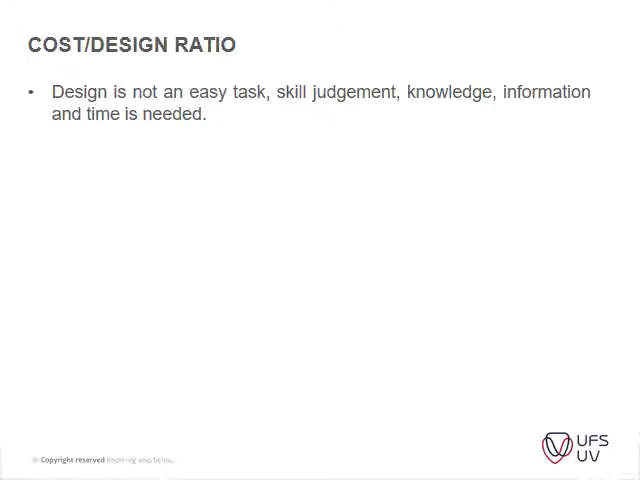 COST/DESIGN RATIO
• Design is not an easy task, skill judgement, knowledge, information
and time is needed.
Copyright reserved
UFS
UV